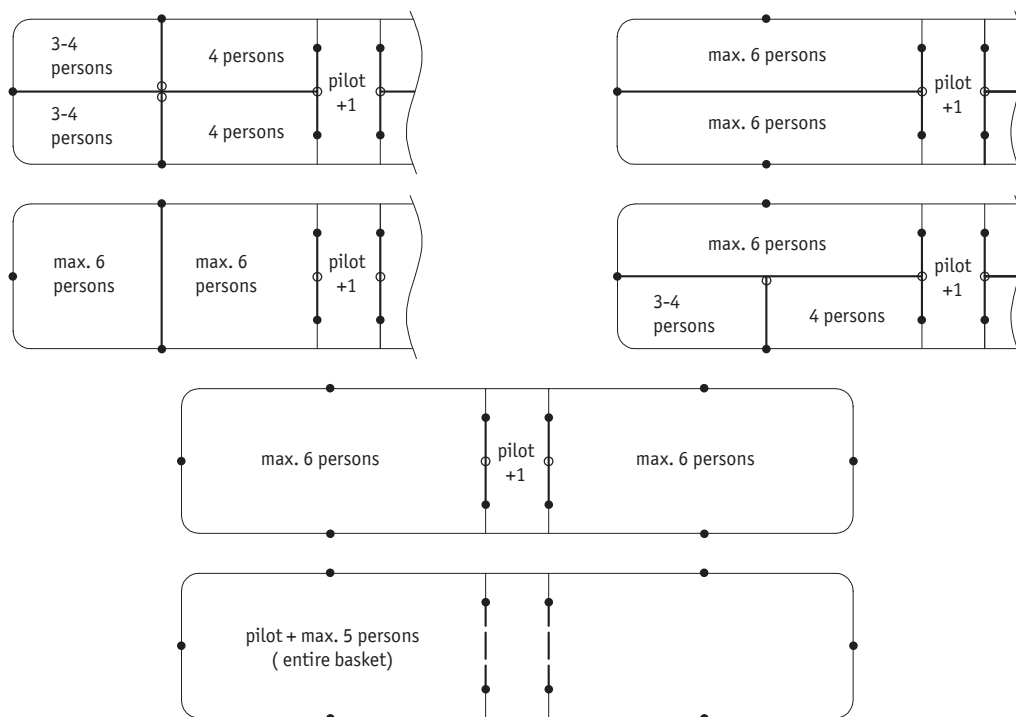 3-4
persons
4 persons
pilot
+1
3-4
persons
4 persons
max. 6 persons
pilot
+1
max. 6 persons
max. 6
persons
max. 6
persons
pilot
+1
max. 6 persons
pilot
+1
3-4
persons
4 persons
max. 6 persons
pilot
+1
max. 6 persons
pilot + max. 5 persons
( entire basket)